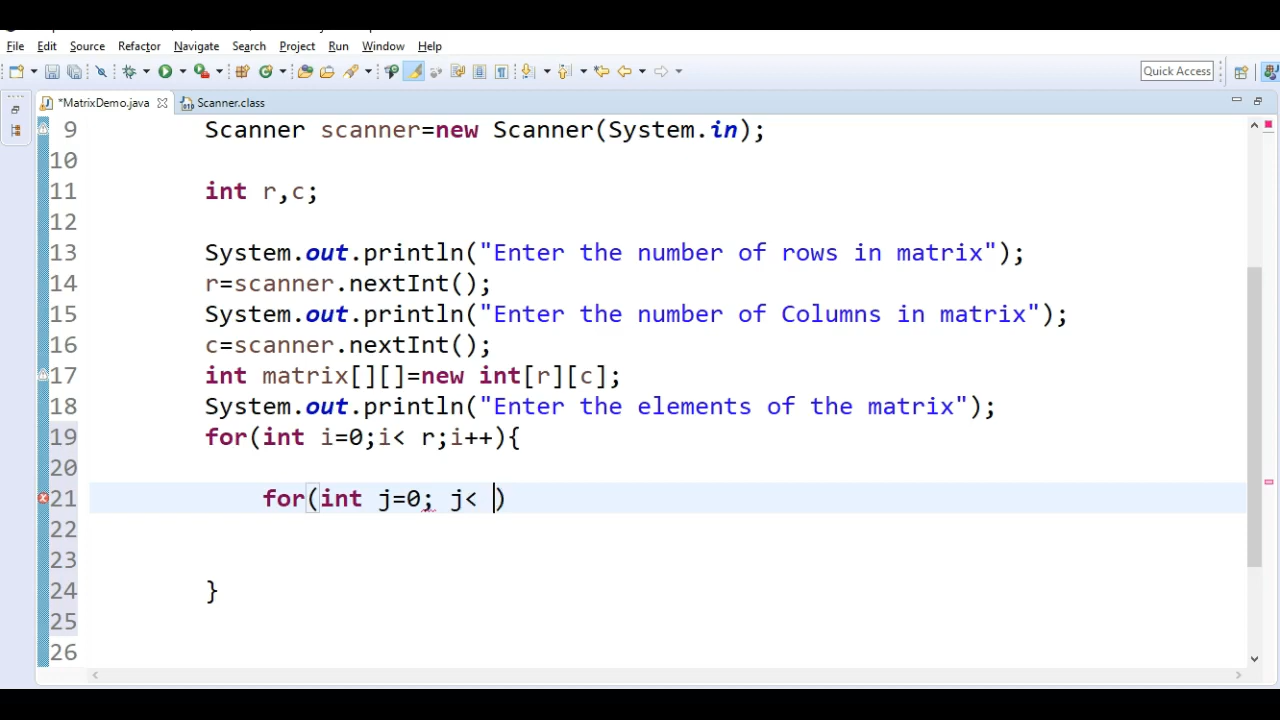 File Edit Source Refactor Navigate Search Project Run Window Help
Quick Access
*MatrixDemo.java Scanner.class
9 Scanner scanner=new Scanner(System.in);
10
11 int r,c;
12
13 System.out.println("Enter the number of rows in matrix");
14 r=scanner.nextInt();
15 System.out.println("Enter the number of Columns in matrix");
16 c=scanner.nextInt();
17 int matrix[][]=new int[r][c];
18 System.out.println("Enter the elements of the matrix");
19 for(int i=0;i< r;i++){
20
21 for(int j=0; j< )
22
23
24 }
25
26